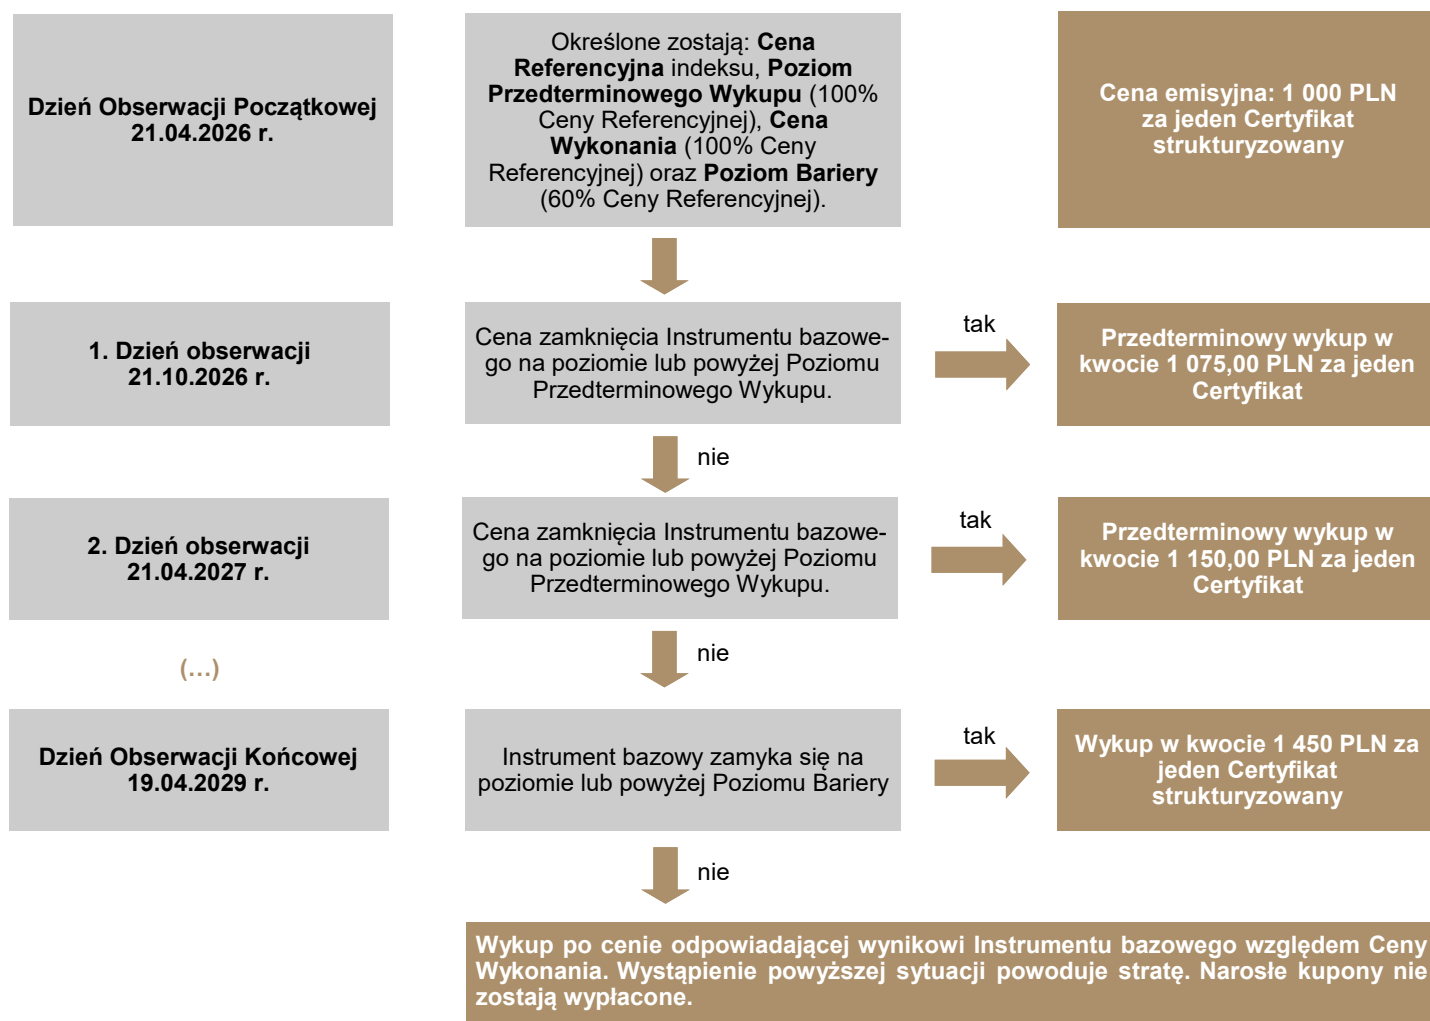 Dzień Obserwacji Początkowej
21.04.2026 r.
Określone zostają: Cena
Referencyjna indeksu, Poziom
Przedterminowego Wykupu (100%
Ceny Referencyjnej), Cena
Wykonania (100% Ceny
Referencyjnej) oraz Poziom Bariery
(60% Ceny Referencyjnej).
Cena emisyjna: 1 000 PLN
za jeden Certyfikat
strukturyzowany
1. Dzień obserwacji
21.10.2026 r.
Cena zamknięcia Instrumentu bazowe-
go na poziomie lub powyżej Poziomu
Przedterminowego Wykupu.
tak
Przedterminowy wykup w
kwocie 1 075,00 PLN za jeden
Certyfikat
nie
2. Dzień obserwacji
21.04.2027 r.
Cena zamknięcia Instrumentu bazowe-
go na poziomie lub powyżej Poziomu
Przedterminowego Wykupu.
tak
Przedterminowy wykup w
kwocie 1 150,00 PLN za jeden
Certyfikat
nie
(...)
Dzień Obserwacji Końcowej
19.04.2029 r.
Instrument bazowy zamyka się na
poziomie lub powyżej Poziomu Bariery
tak
Wykup w kwocie 1 450 PLN za
jeden Certyfikat
strukturyzowany
nie
Wykup po cenie odpowiadającej wynikowi Instrumentu bazowego względem Ceny
Wykonania. Wystąpienie powyższej sytuacji powoduje stratę. Narosłe kupony nie
zostają wypłacone.